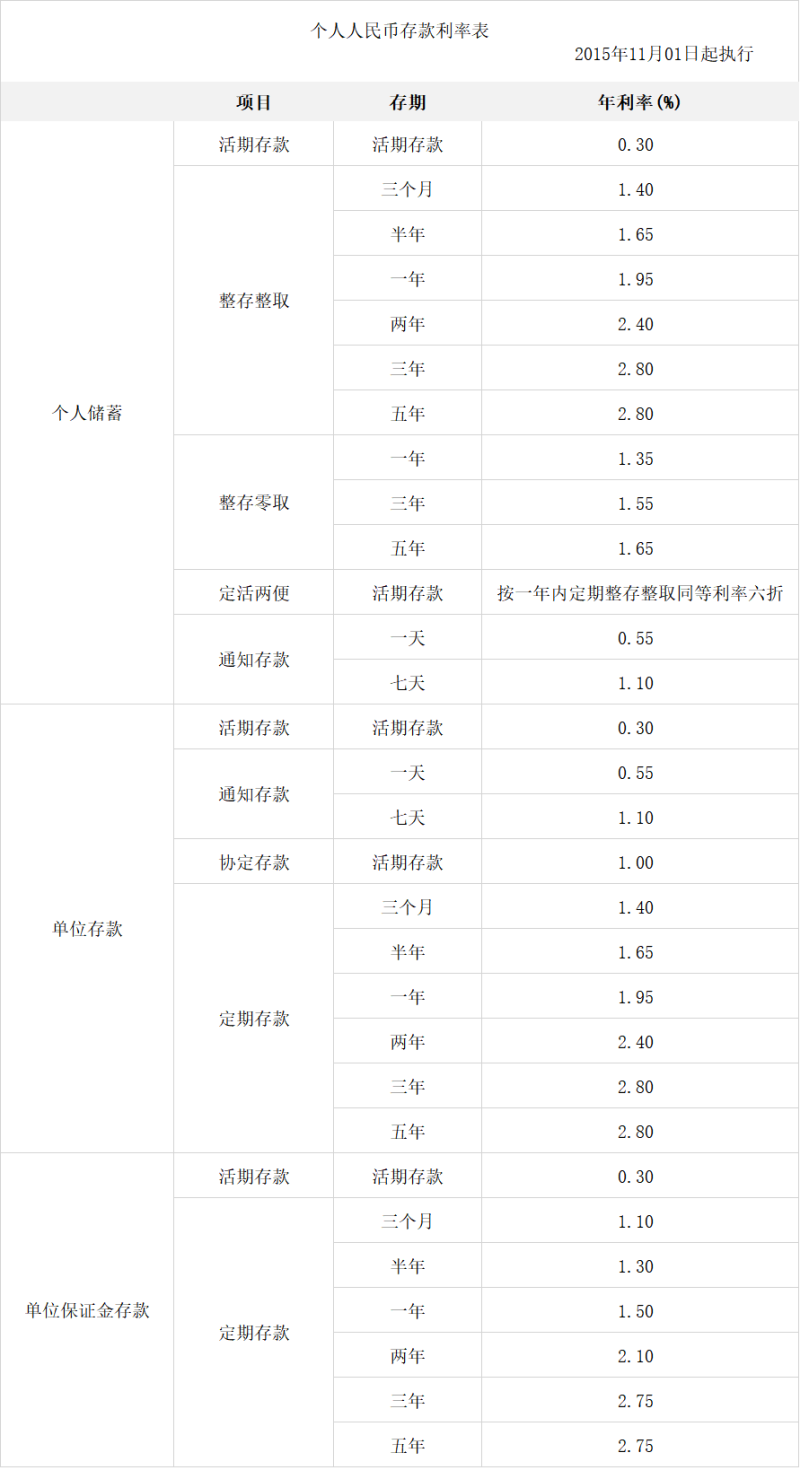 个人人民币存款利率表
2015年11月01日起执行
项目 存期 年利率(%)
个人储蓄
活期存款 活期存款 0.30
整存整取
三个月 1.40
半年 1.65
一年 1.95
两年 2.40
三年 2.80
五年 2.80
整存零取
一年 1.35
三年 1.55
五年 1.65
定活两便 活期存款 按一年内定期整存整取同等利率六折
通知存款
一天 0.55
七天 1.10
单位存款
活期存款 活期存款 0.30
通知存款
一天 0.55
七天 1.10
协定存款 活期存款 1.00
定期存款
三个月 1.40
半年 1.65
一年 1.95
两年 2.40
三年 2.80
五年 2.80
单位保证金存款
活期存款 活期存款 0.30
定期存款
三个月 1.10
半年 1.30
一年 1.50
两年 2.10
三年 2.75
五年 2.75